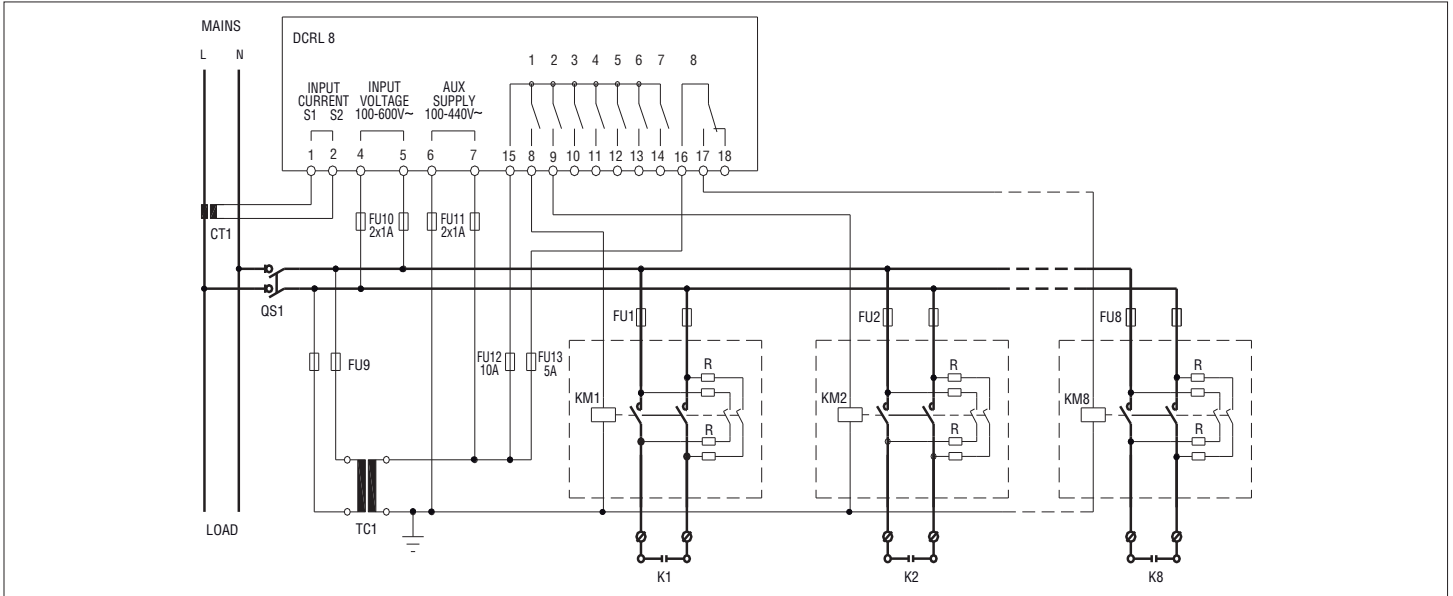 MAINS
L N
DCRL 8
INPUT CURRENT
S1 S2
INPUT VOLTAGE
100-600V~
AUX SUPPLY
100-440V~
1 2 3 4 5 6 7 8
1 2 4 5 6 7 15 8 9 10 11 12 13 14 16 17 18
CT1
FU10
2x1A
FU11
2x1A
QS1
FU1
FU2
FU8
FU9
FU12
10A
FU13
5A
R
R
R
KM1
KM2
KM8
R
R
R
LOAD
TC1
K1
K2
K8